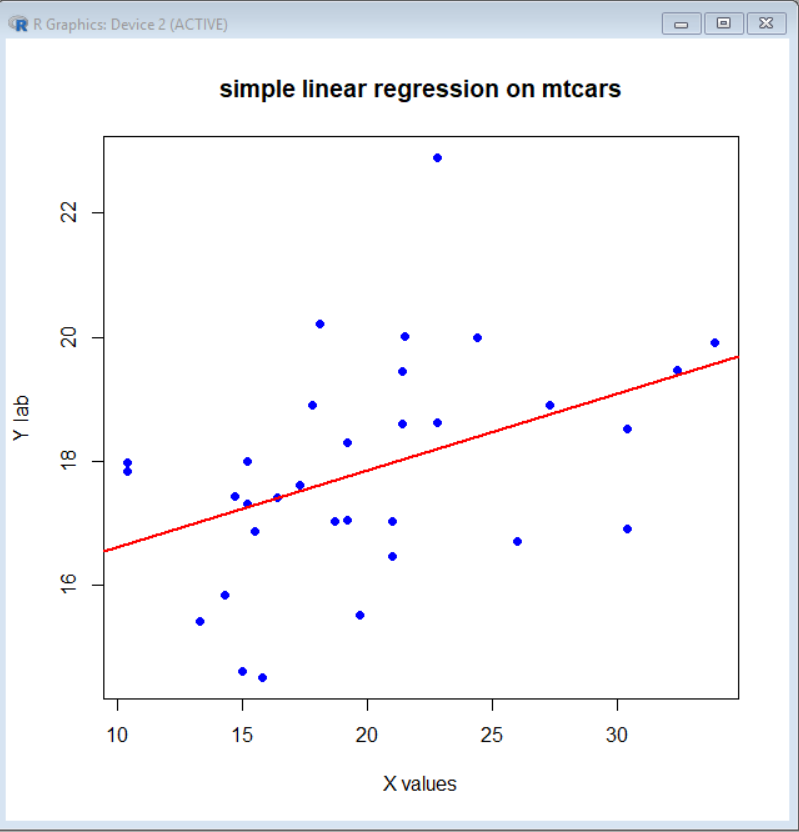 R Graphics: Device 2 (ACTIVE)
simple linear regression on mtcars
22
20
18
16
Y lab
10 15 20 25 30
X values